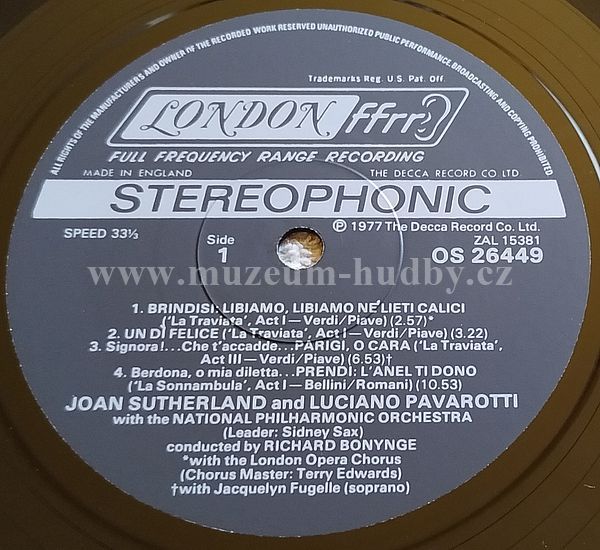 ALL RIGHTS OF THE MANUFACTURERS AND OWNER OF THE RECORDED WORK RESERVED UNAUTHORIZED PUBLIC PERFORMANCE, BROADCASTING AND COPYING PROHIBITED
Trademarks Reg. U.S. Pat. Off.
LONDON ffrr
FULL FREQUENCY RANGE RECORDING
MADE IN ENGLAND THE DECCA RECORD CO LTD.
STEREOPHONIC
SPEED 33⅓ Side ℗ 1977 The Decca Record Co. Ltd.
1 ZAL 15381
OS 26449
www.muzeum-hudby.cz
1. BRINDISI: LIBIAMO, LIBIAMO NE'LIETI CALICI
('La Traviata', Act I—Verdi/Piave) (2.57)*
2. UN DI FELICE ('La Traviata', Act I—Verdi/Piave) (3.22)
3. Signora!...Che t'accadde...PARIGI, O CARA ('La Traviata',
Act III—Verdi/Piave) (6.53)†
4. Berdona, o mia diletta...PRENDI: L'ANEL TI DONO
('La Sonnambula', Act I—Bellini/Romani) (10.53)
JOAN SUTHERLAND and LUCIANO PAVAROTTI
with the NATIONAL PHILHARMONIC ORCHESTRA
(Leader: Sidney Sax)
conducted by RICHARD BONYNGE
*with the London Opera Chorus
(Chorus Master: Terry Edwards)
†with Jacquelyn Fugelle (soprano)